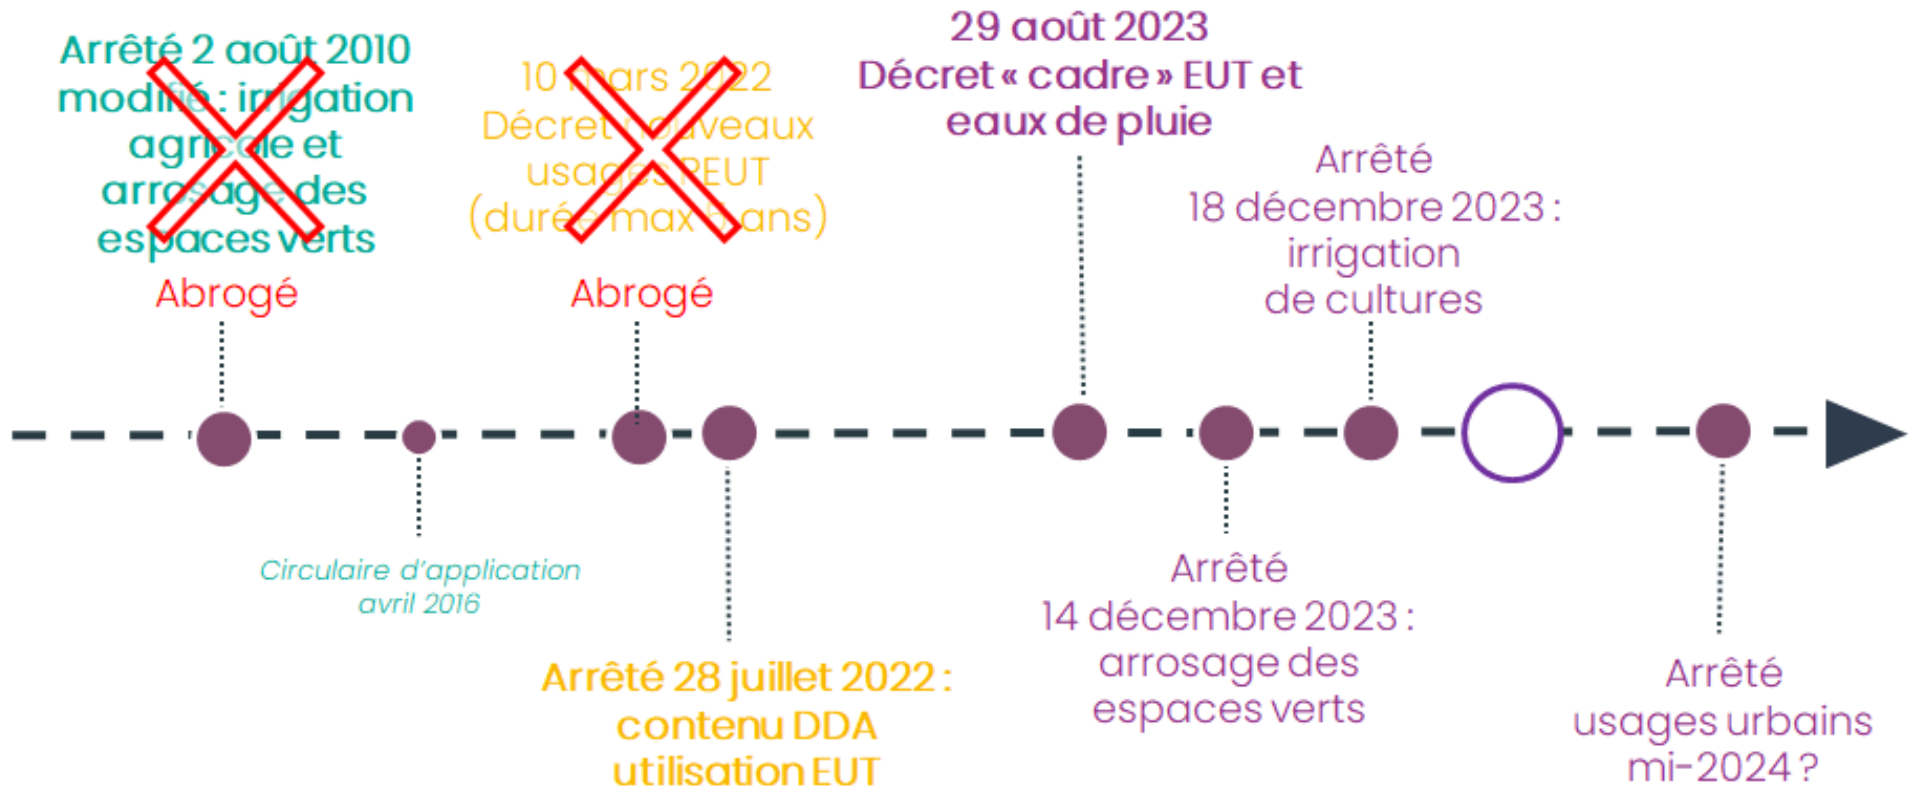 Arrêté 2 août 2010
modifié : irrigation
agricole et
arrosage des
espaces verts
Abrogé
10 mars 2022
Décret nouveaux
usages REUT
(durée max 5 ans)
Abrogé
29 août 2023
Décret « cadre » EUT et
eaux de pluie
Arrêté
18 décembre 2023 :
irrigation
de cultures
Circulaire d’application
avril 2016
Arrêté 28 juillet 2022 :
contenu DDA
utilisation EUT
Arrêté
14 décembre 2023 :
arrosage des
espaces verts
Arrêté
usages urbains
mi-2024 ?